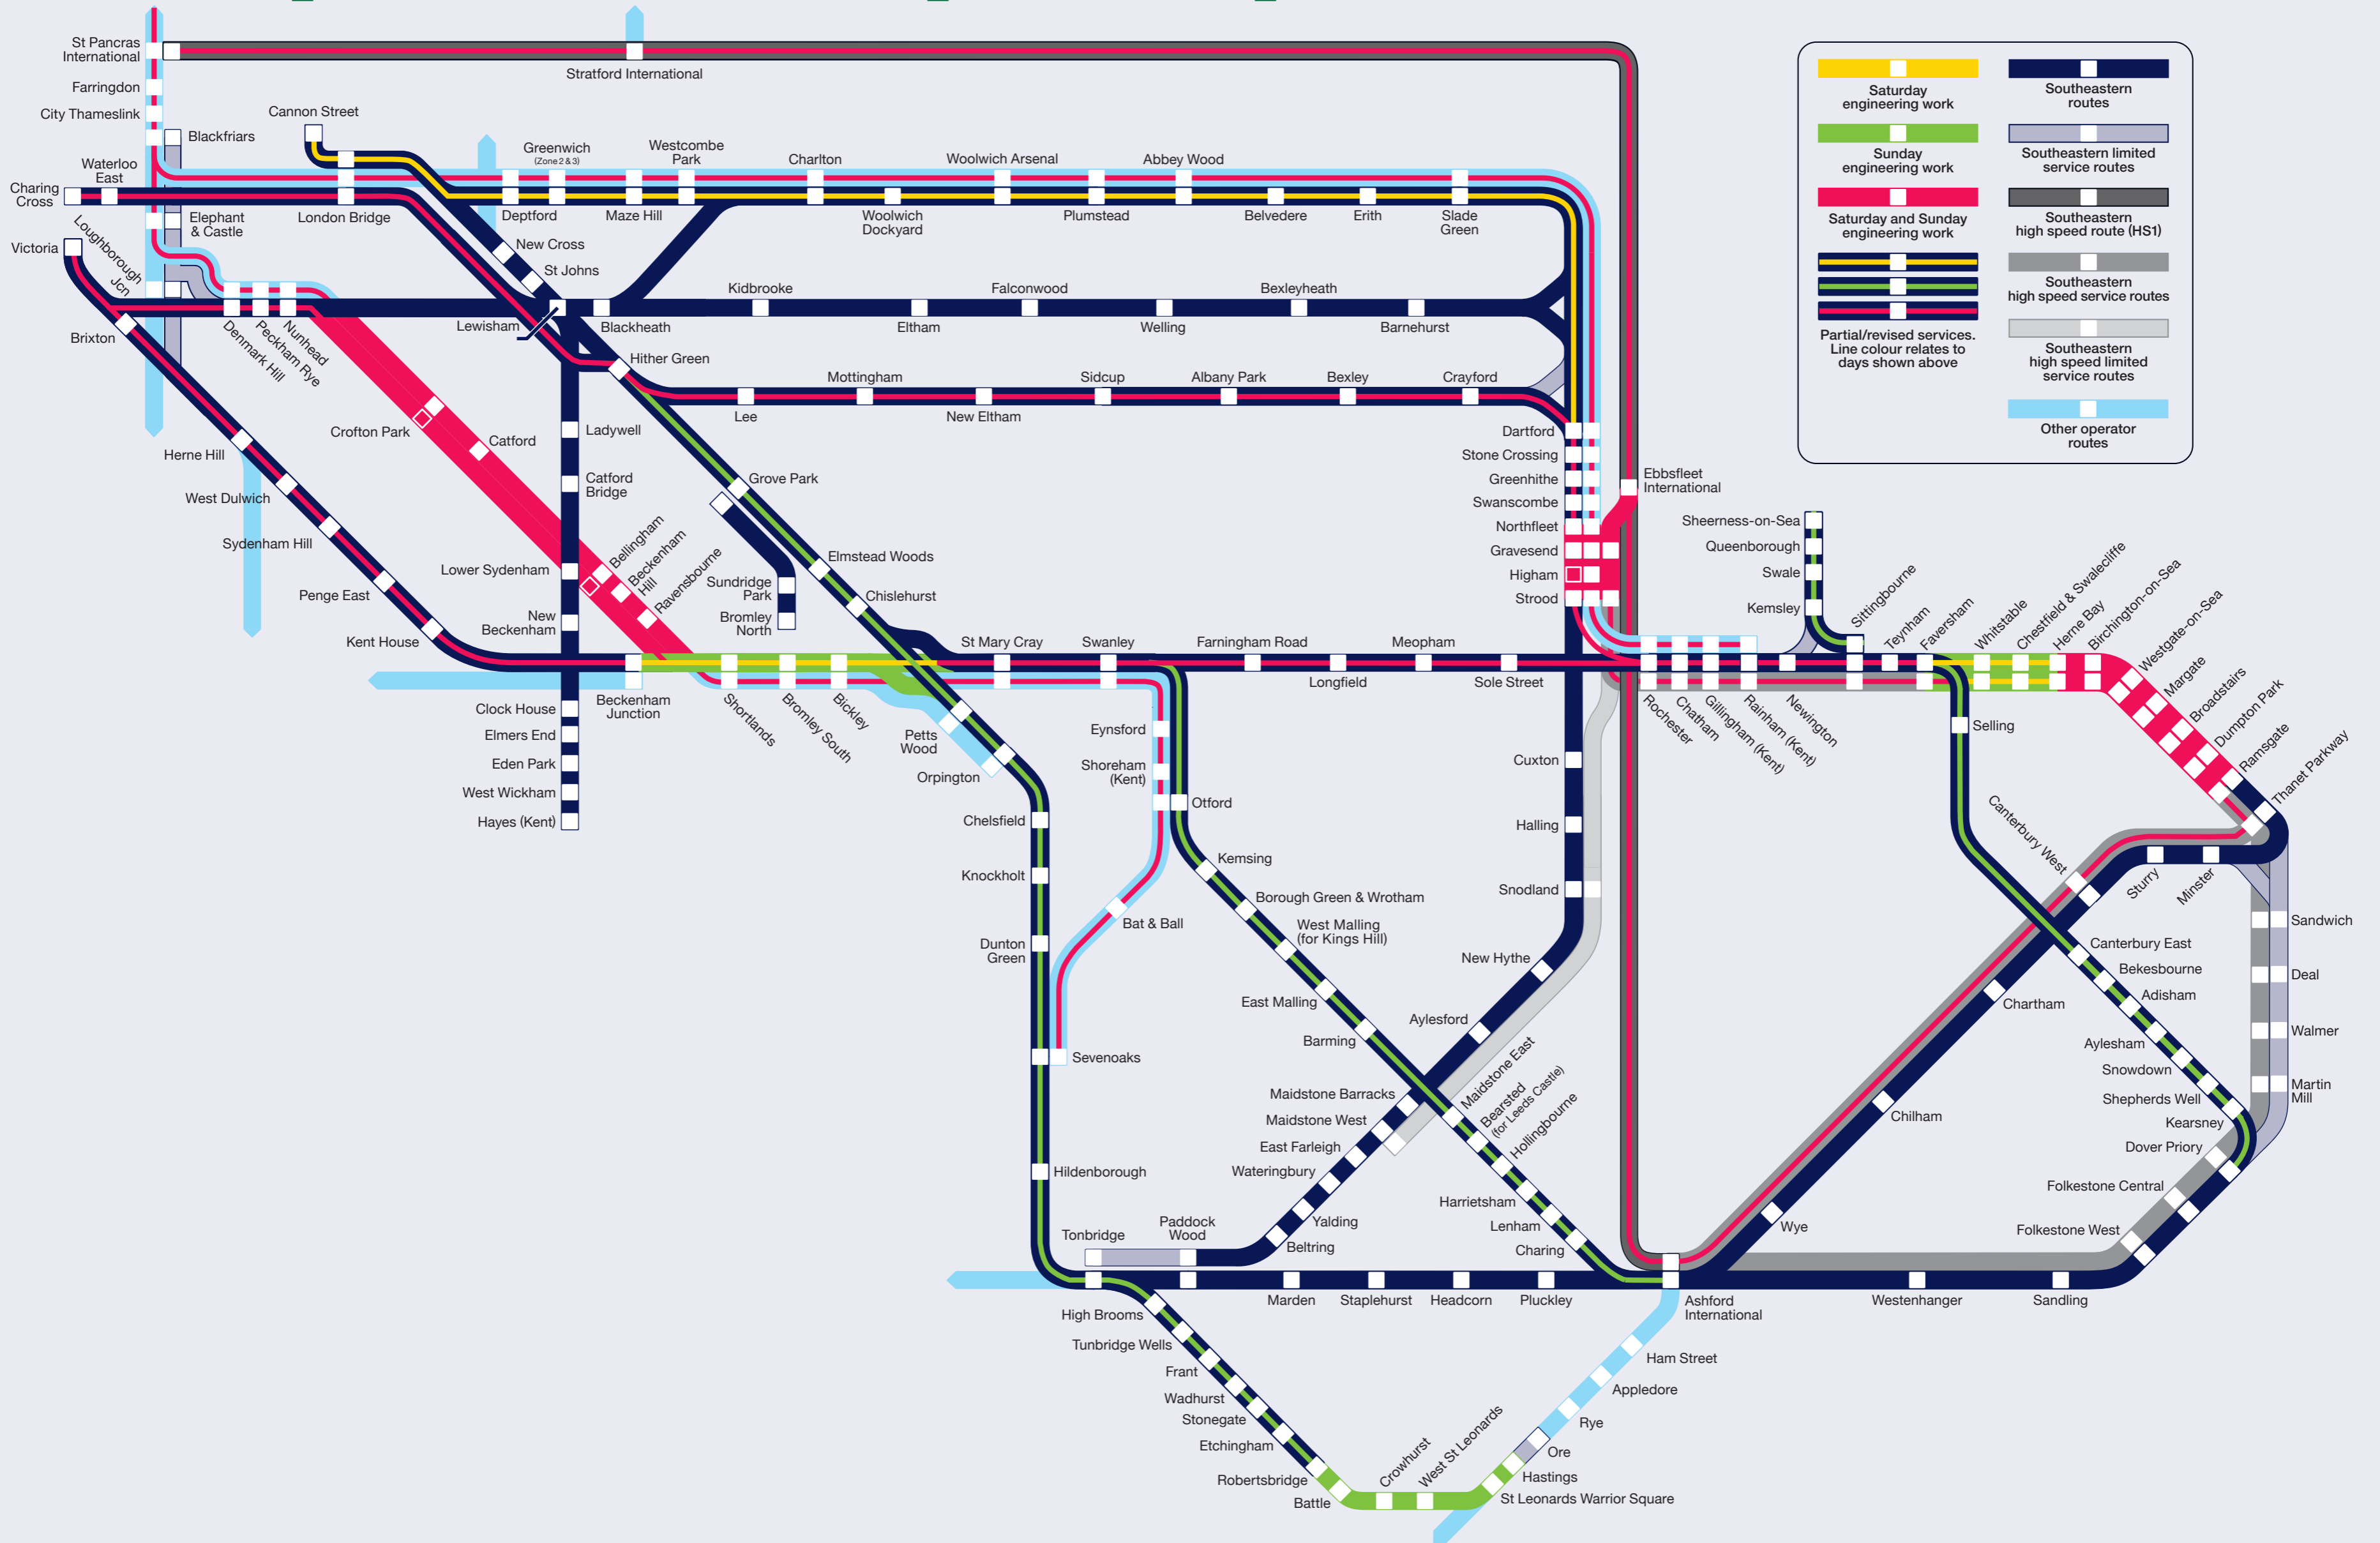 St Pancras
International
Stratford International
Farringdon
City Thameslink
Blackfriars
Cannon Street
Waterloo
East
Charing
Cross
London Bridge
Elephant
& Castle
Victoria
Loughborough
Jcn
Brixton
Denmark Hill
Peckham Rye
Nunhead
Greenwich
(Zone 2 & 3)
Westcombe
Park
Charlton
Woolwich Arsenal
Abbey Wood
Deptford
Maze Hill
Woolwich
Dockyard
Plumstead
Belvedere
Erith
Slade
Green
New Cross
St Johns
Lewisham
Blackheath
Kidbrooke
Eltham
Falconwood
Welling
Bexleyheath
Barnehurst
Hither Green
Lee
Mottingham
New Eltham
Sidcup
Albany Park
Bexley
Crayford
Saturday
engineering work
Sunday
engineering work
Saturday and Sunday
engineering work
Partial/revised services.
Line colour relates to
days shown above
Southeastern
routes
Southeastern limited
service routes
Southeastern
high speed route (HS1)
Southeastern
high speed service routes
Southeastern
high speed limited
service routes
Other operator
routes
Crofton Park
Catford
Ladywell
Catford
Bridge
Herne Hill
West Dulwich
Sydenham Hill
Penge East
Kent House
Lower Sydenham
New
Beckenham
Bellingham
Beckenham
Hill
Ravensbourne
Grove Park
Sundridge
Park
Bromley
North
Elmstead Woods
Chislehurst
Dartford
Stone Crossing
Greenhithe
Swanscombe
Northfleet
Gravesend
Higham
Strood
Ebbsfleet
International
Sheerness-on-Sea
Queenborough
Swale
Kemsley
Sittingbourne
Teynham
Faversham
Whitstable
Chestfield & Swalecliffe
Herne Bay
Birchington-on-Sea
Westgate-on-Sea
Margate
Broadstairs
Dumpton Park
Ramsgate
Thanet Parkway
St Mary Cray
Swanley
Farningham Road
Longfield
Meopham
Sole Street
Rochester
Chatham
Gillingham (Kent)
Rainham (Kent)
Newington
Beckenham
Junction
Shortlands
Bromley South
Bickley
Clock House
Elmers End
Eden Park
West Wickham
Hayes (Kent)
Petts
Wood
Orpington
Chelsfield
Knockholt
Dunton
Green
Sevenoaks
Hildenborough
Eynsford
Shoreham
(Kent)
Otford
Bat & Ball
Kemsing
Borough Green & Wrotham
West Malling
(for Kings Hill)
East Malling
Barming
Maidstone East
Bearsted
(for Leeds Castle)
Hollingbourne
Harrietsham
Lenham
Charing
Cuxton
Halling
Snodland
New Hythe
Aylesford
Maidstone Barracks
Maidstone West
East Farleigh
Wateringbury
Yalding
Beltring
Paddock
Wood
Tonbridge
Selling
Canterbury West
Sturry
Minster
Sandwich
Deal
Walmer
Martin
Mill
Canterbury East
Bekesbourne
Adisham
Aylesham
Snowdown
Shepherds Well
Kearsney
Dover Priory
Folkestone Central
Folkestone West
Chartham
Chilham
Wye
Marden
Staplehurst
Headcorn
Pluckley
Ashford
International
Westenhanger
Sandling
High Brooms
Tunbridge Wells
Frant
Wadhurst
Stonegate
Etchingham
Robertsbridge
Battle
Crowhurst
West St Leonards
St Leonards Warrior Square
Hastings
Ore
Rye
Appledore
Ham Street